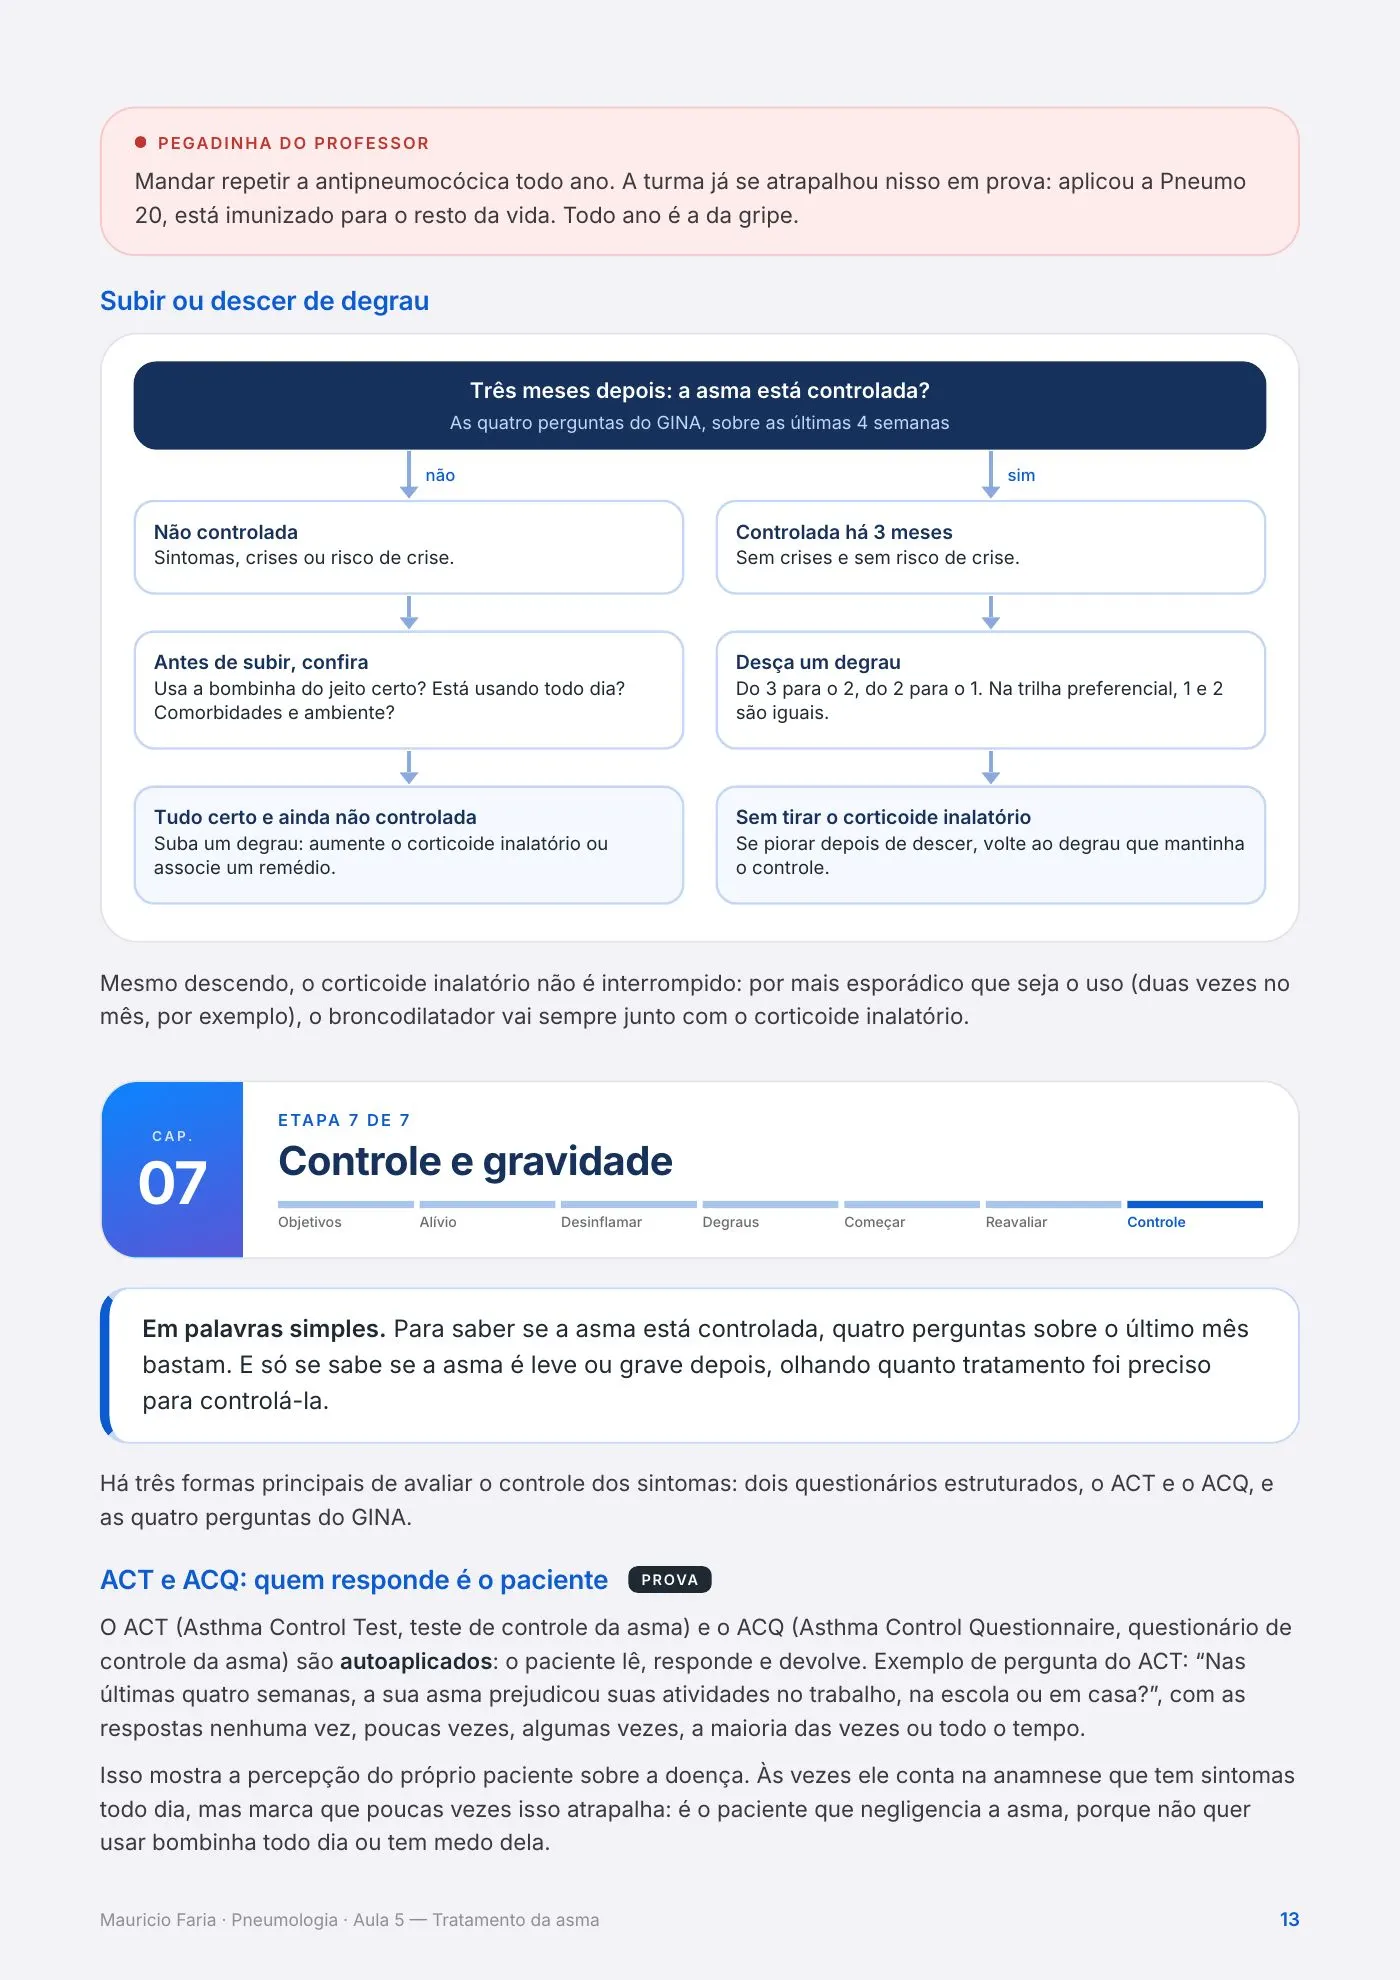 PEGADINHA DO PROFESSOR
Mandar repetir a antipneumocócica todo ano. A turma já se atrapalhou nisso em prova: aplicou a Pneumo
20, está imunizado para o resto da vida. Todo ano é a da gripe.
Subir ou descer de degrau
Três meses depois: a asma está controlada?
As quatro perguntas do GINA, sobre as últimas 4 semanas
não
sim
Não controlada
Sintomas, crises ou risco de crise.
Controlada há 3 meses
Sem crises e sem risco de crise.
Antes de subir, confira
Usa a bombinha do jeito certo? Está usando todo dia?
Comorbidades e ambiente?
Desça um degrau
Do 3 para o 2, do 2 para o 1. Na trilha preferencial, 1 e 2
são iguais.
Tudo certo e ainda não controlada
Suba um degrau: aumente o corticoide inalatório ou
associe um remédio.
Sem tirar o corticoide inalatório
Se piorar depois de descer, volte ao degrau que mantinha
o controle.
Mesmo descendo, o corticoide inalatório não é interrompido: por mais esporádico que seja o uso (duas vezes no
mês, por exemplo), o broncodilatador vai sempre junto com o corticoide inalatório.
CAP.
07
ETAPA 7 DE 7
Controle e gravidade
Objetivos
Alívio
Desinflamar
Degraus
Começar
Reavaliar
Controle
Em palavras simples. Para saber se a asma está controlada, quatro perguntas sobre o último mês
bastam. E só se sabe se a asma é leve ou grave depois, olhando quanto tratamento foi preciso
para controlá-la.
Há três formas principais de avaliar o controle dos sintomas: dois questionários estruturados, o ACT e o ACQ, e
as quatro perguntas do GINA.
ACT e ACQ: quem responde é o paciente
PROVA
O ACT (Asthma Control Test, teste de controle da asma) e o ACQ (Asthma Control Questionnaire, questionário de
controle da asma) são autoaplicados: o paciente lê, responde e devolve. Exemplo de pergunta do ACT: “Nas
últimas quatro semanas, a sua asma prejudicou suas atividades no trabalho, na escola ou em casa?”, com as
respostas nenhuma vez, poucas vezes, algumas vezes, a maioria das vezes ou todo o tempo.
Isso mostra a percepção do próprio paciente sobre a doença. Às vezes ele conta na anamnese que tem sintomas
todo dia, mas marca que poucas vezes isso atrapalha: é o paciente que negligencia a asma, porque não quer
usar bombinha todo dia ou tem medo dela.
Mauricio Faria · Pneumologia · Aula 5 — Tratamento da asma
13